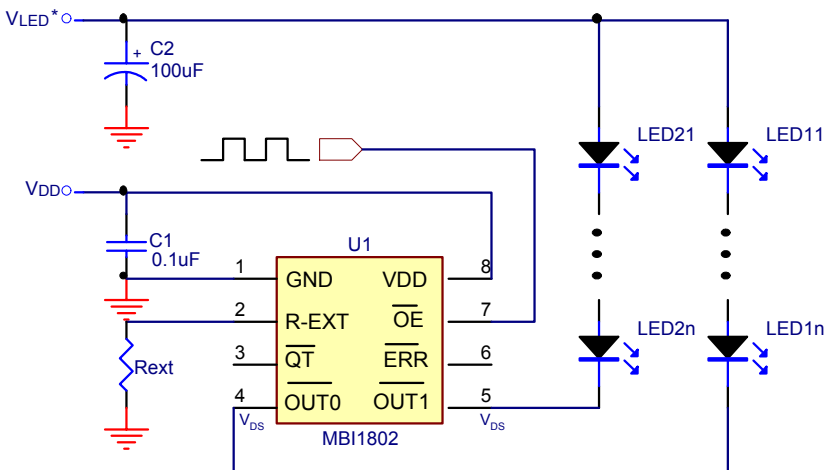 VLED*
+ C2
100uF
LED21
LED11
VDD
C1
0.1uF
U1
1
GND
VDD
8
2
R-EXT
OE
7
3
QT
ERR
6
Rext
4
OUT0
OUT1
5
VDS
VDS
MBI1802
LED2n
LED1n